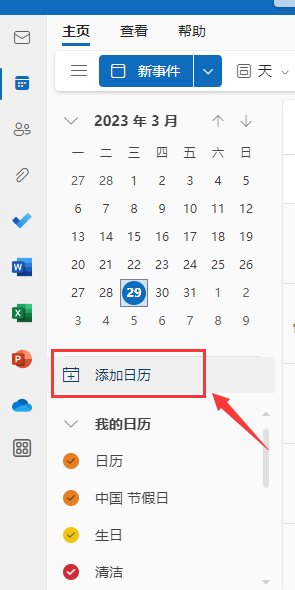 主页 查看 帮助
新事件 天
2023 年 3 月
一 二 三 四 五 六 日
27 28 1 2 3 4 5
6 7 8 9 10 11 12
13 14 15 16 17 18 19
20 21 22 23 24 25 26
27 28 29 30 31 1 2
3 4 5 6 7 8 9
添加日历
我的日历
日历
中国 节假日
生日
清洁